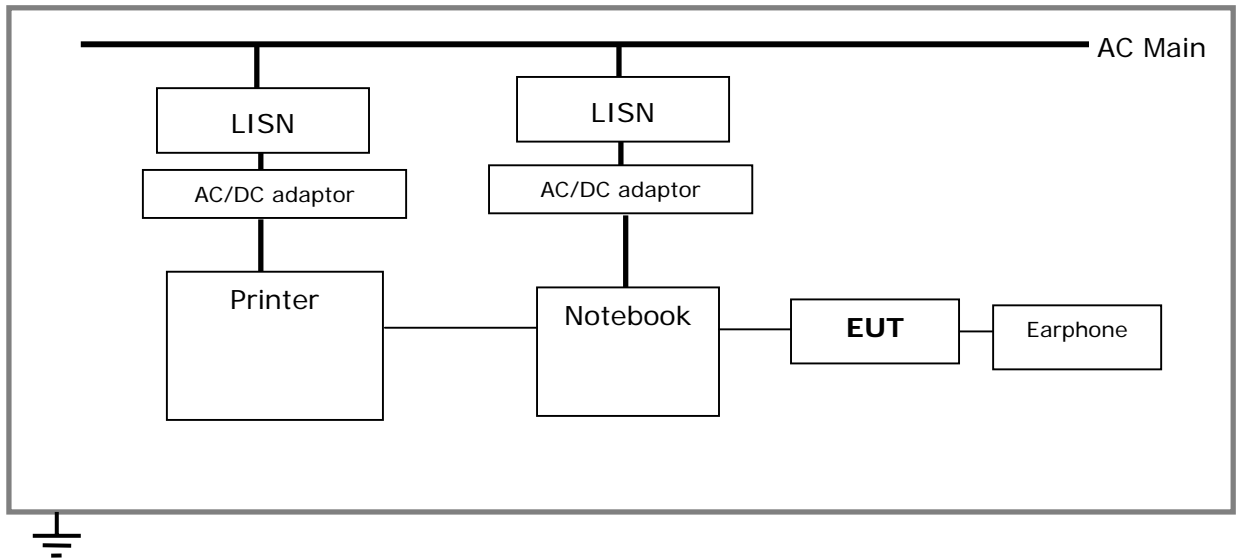 AC Main
LISN
LISN
AC/DC adaptor
AC/DC adaptor
Printer
Notebook
EUT
Earphone